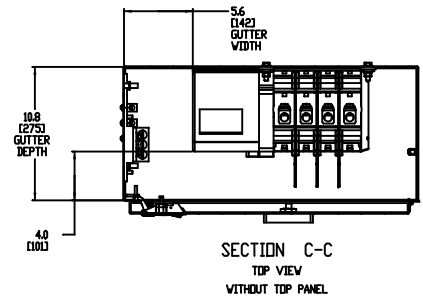 5.6
[142]
GUTTER
WIDTH
10.8
[275]
GUTTER
DEPTH
4.0
[101]
SECTION C-C
TOP VIEW
WITHOUT TOP PANEL